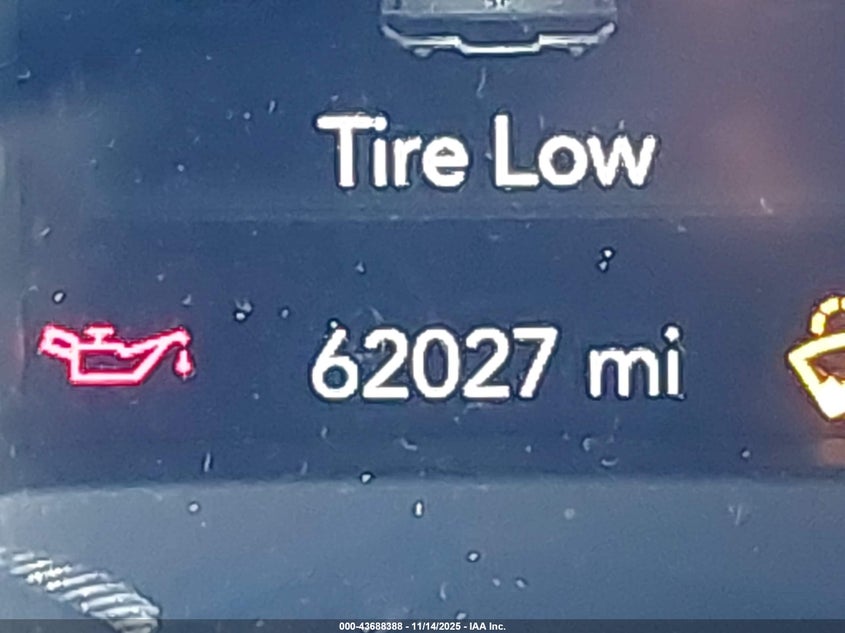 Tire Low
62027 mi
000-43688388 - 11/14/2025 - IAA Inc.